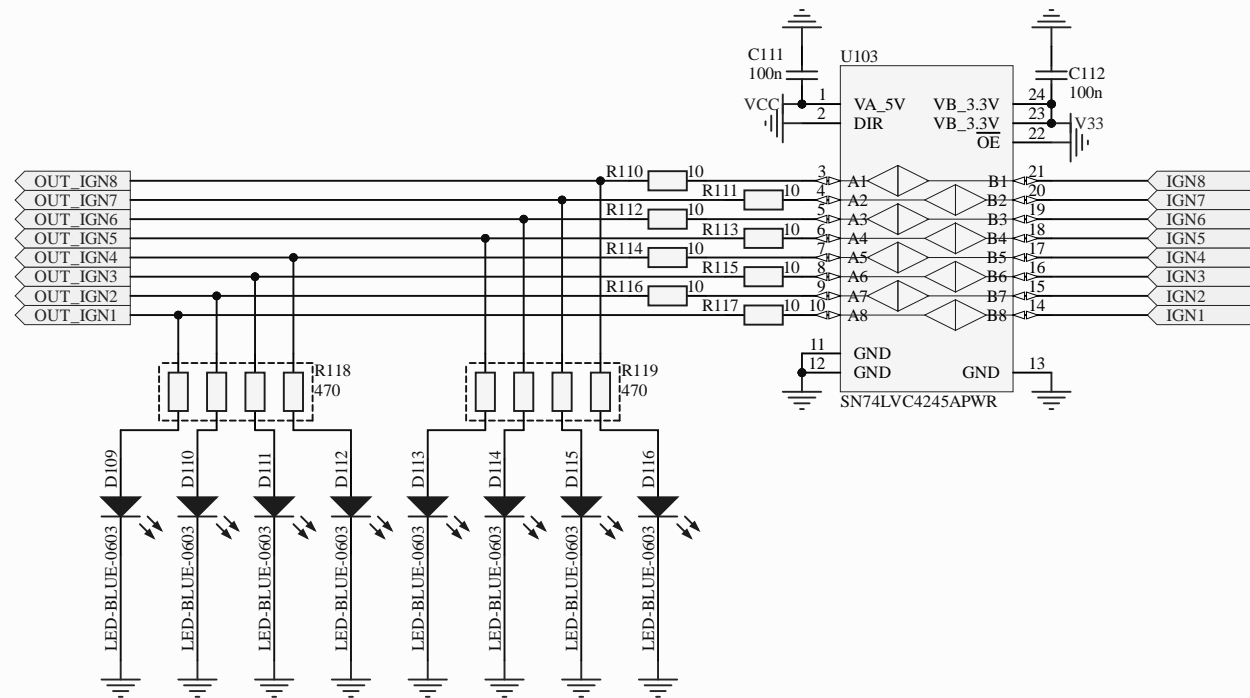 C111
100n
U103
C112
100n
VCC
1
VA_5V
VB_3.3V
24
2
DIR
VB_3.3V
23
V33
OE
22
OUT_IGN8
R110
10
3
A1
B1
21
IGN8
OUT_IGN7
R111
10
4
A2
B2
20
IGN7
OUT_IGN6
R112
10
5
A3
B3
19
IGN6
OUT_IGN5
R113
10
6
A4
B4
18
IGN5
OUT_IGN4
R114
10
7
A5
B5
17
IGN4
OUT_IGN3
R115
10
8
A6
B6
16
IGN3
OUT_IGN2
R116
10
9
A7
B7
15
IGN2
OUT_IGN1
R117
10
10
A8
B8
14
IGN1
11
GND
12
GND
GND
13
SN74LVC4245APWR
R118
470
R119
470
D109
D110
D111
D112
D113
D114
D115
D116
LED-BLUE-0603
LED-BLUE-0603
LED-BLUE-0603
LED-BLUE-0603
LED-BLUE-0603
LED-BLUE-0603
LED-BLUE-0603
LED-BLUE-0603